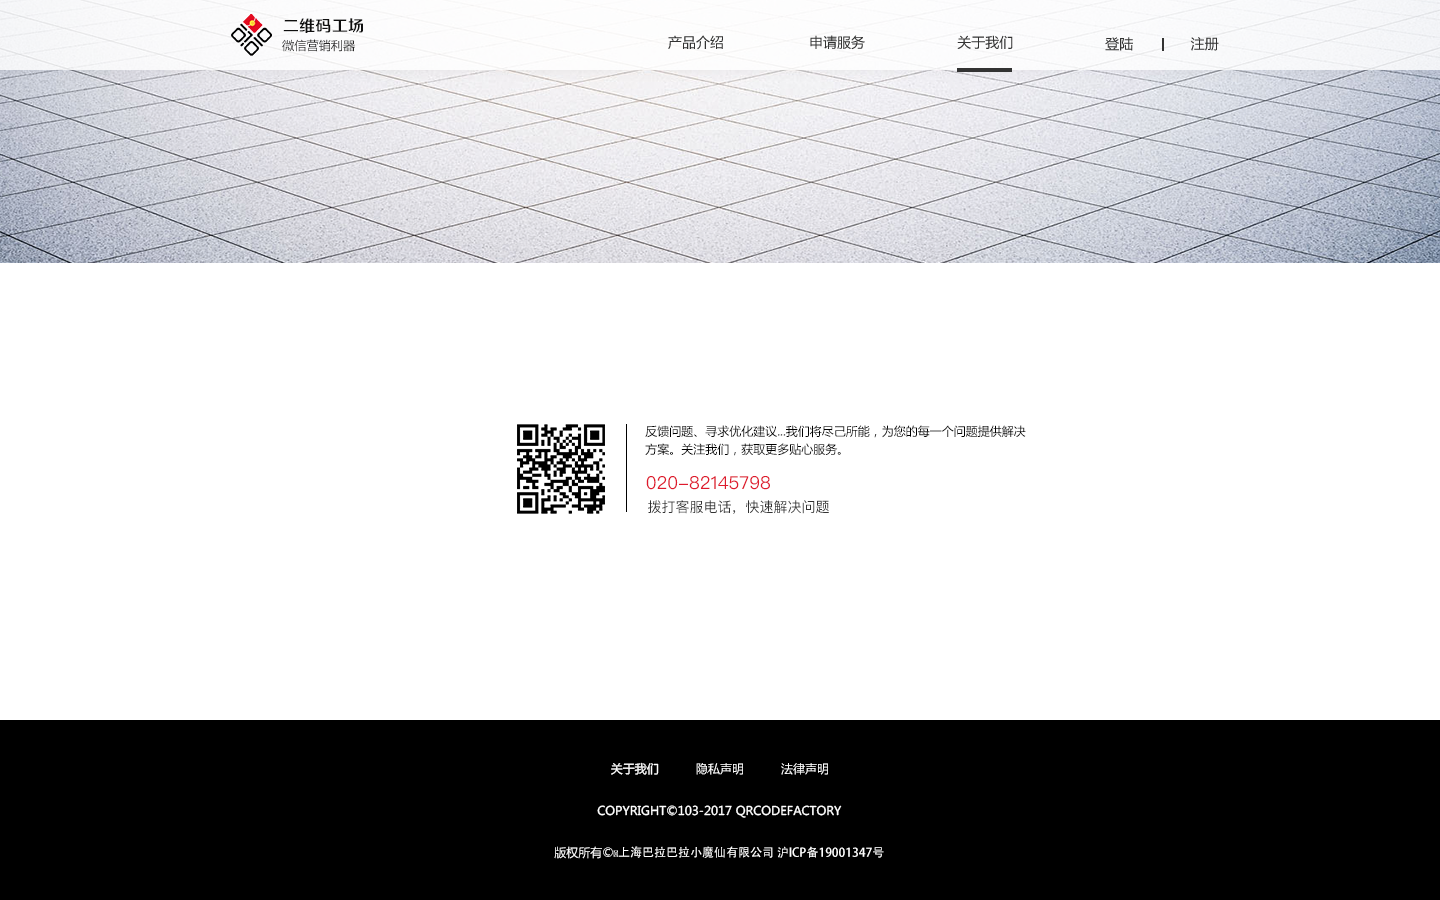 二维码工场
微信营销利器
产品介绍
申请服务
关于我们
登陆
注册
反馈问题、寻求优化建议...我们将尽己所能，为您的每一个问题提供解决
方案。关注我们，获取更多贴心服务。
020-82145798
拨打客服电话，快速解决问题
关于我们
隐私声明
法律声明
COPYRIGHT©103-2017 QRCODEFACTORY
版权所有©上海巴拉巴拉小魔仙有限公司 沪ICP备19001347号